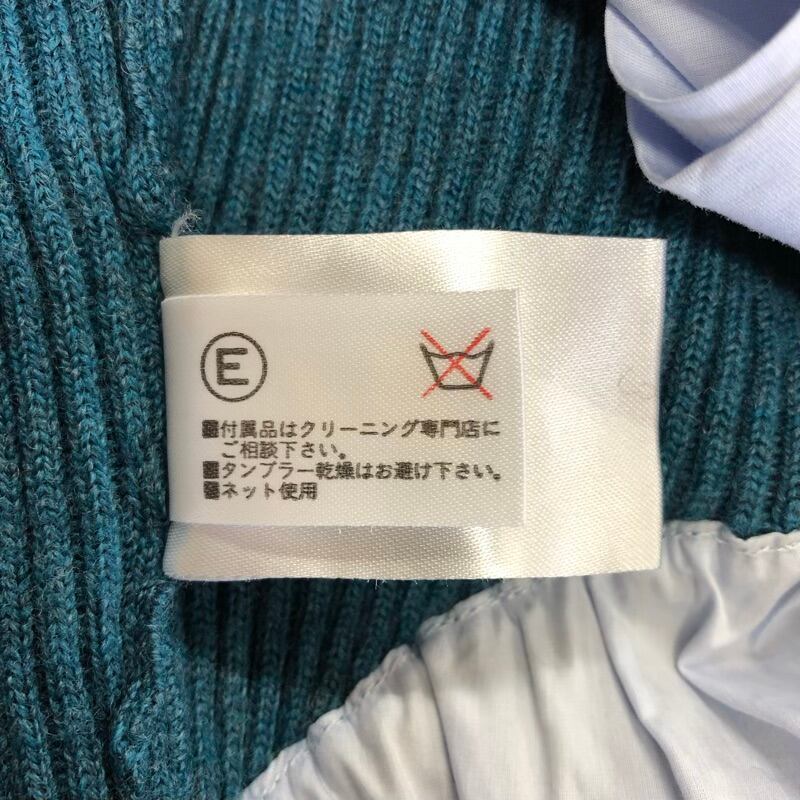 E
■付属品はクリーニング専門店に
ご相談下さい。
■タンブラー乾燥はお避け下さい。
■ネット使用